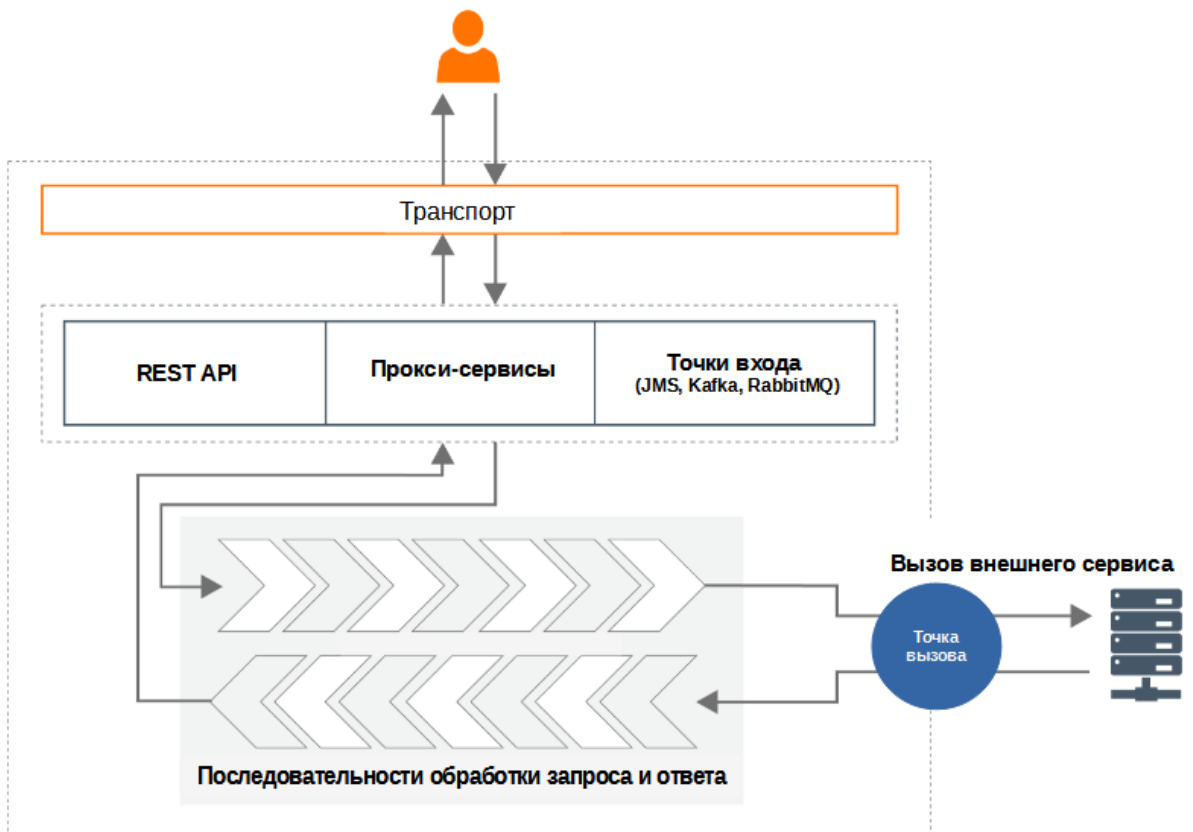 Транспорт
REST API
Прокси-сервисы
Точки входа
(JMS, Kafka, RabbitMQ)
Вызов внешнего сервиса
Точка
вызова
Последовательности обработки запроса и ответа